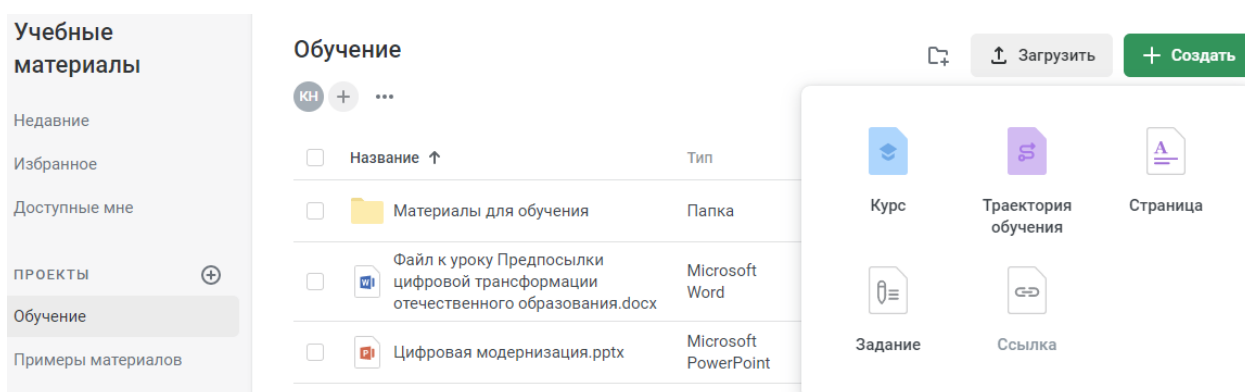 Учебные
материалы
Недавние
Избранное
Доступные мне
ПРОЕКТЫ
Обучение
Примеры материалов
Обучение
КН
Загрузить
Создать
Название
Тип
Материалы для обучения
Папка
Файл к уроку Предпосылки
цифровой трансформации
отечественного образования.docx
Microsoft
Word
Цифровая модернизация.pptx
Microsoft
PowerPoint
Курс
Траектория
обучения
Страница
Задание
Ссылка